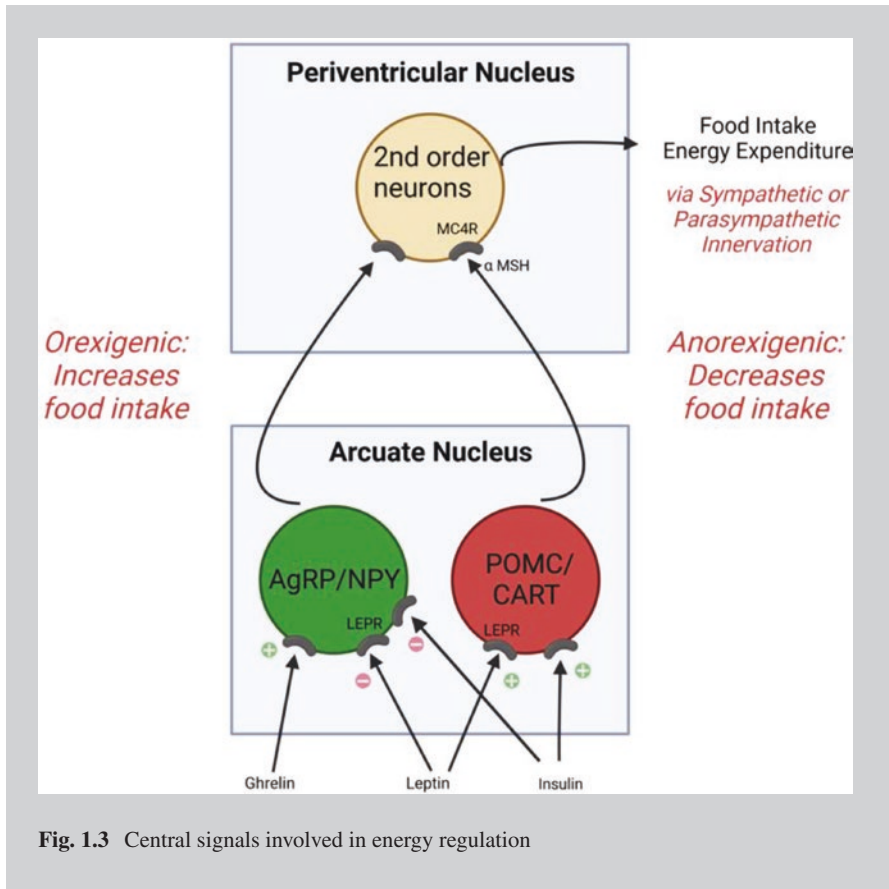 Periventricular Nucleus
2nd order
neurons
MC4R
α MSH
Food Intake
Energy Expenditure
via Sympathetic or
Parasympathetic
Innervation
Orexigenic:
Increases
food intake
Anorexigenic:
Decreases
food intake
Arcuate Nucleus
AgRP/NPY
LEPR
POMC/
CART
LEPR
+
−
−
+
+
Ghrelin
Leptin
Insulin
Fig. 1.3 Central signals involved in energy regulation